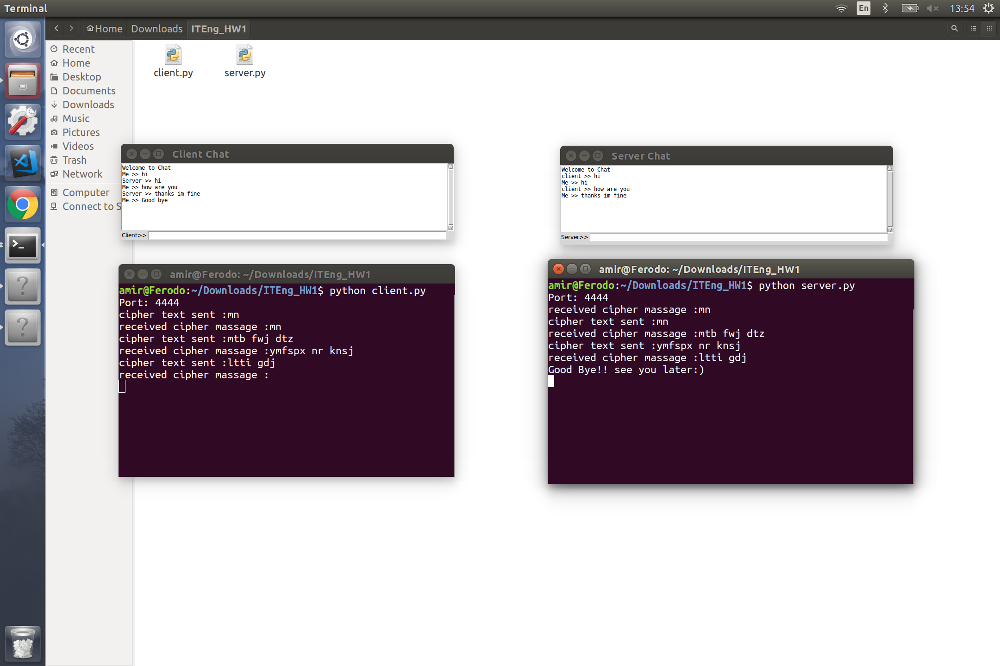 Terminal
En
13:54
Home Downloads ITEng_HW1
Recent
Home
Desktop
Documents
Downloads
Music
Pictures
Videos
Trash
Network
Computer
Connect to S
client.py
server.py
Client Chat
Welcome to Chat
Me >> hi
Server >> hi
Me >> how are you
Server >> thanks im fine
Me >> Good bye
Client>>
Server Chat
Welcome to Chat
client >> hi
Me >> hi
client >> how are you
Me >> thanks im fine
Server>>
amir@Ferodo: ~/Downloads/ITEng_HW1
amir@Ferodo:~/Downloads/ITEng_HW1$ python client.py
Port: 4444
cipher text sent :mn
received cipher massage :mn
cipher text sent :mtb fwj dtz
received cipher massage :ymfspx nr knsj
cipher text sent :ltti gdj
received cipher massage :
amir@Ferodo: ~/Downloads/ITEng_HW1
amir@Ferodo:~/Downloads/ITEng_HW1$ python server.py
Port: 4444
received cipher massage :mn
cipher text sent :mn
received cipher massage :mtb fwj dtz
cipher text sent :ymfspx nr knsj
received cipher massage :ltti gdj
Good Bye!! see you later:)